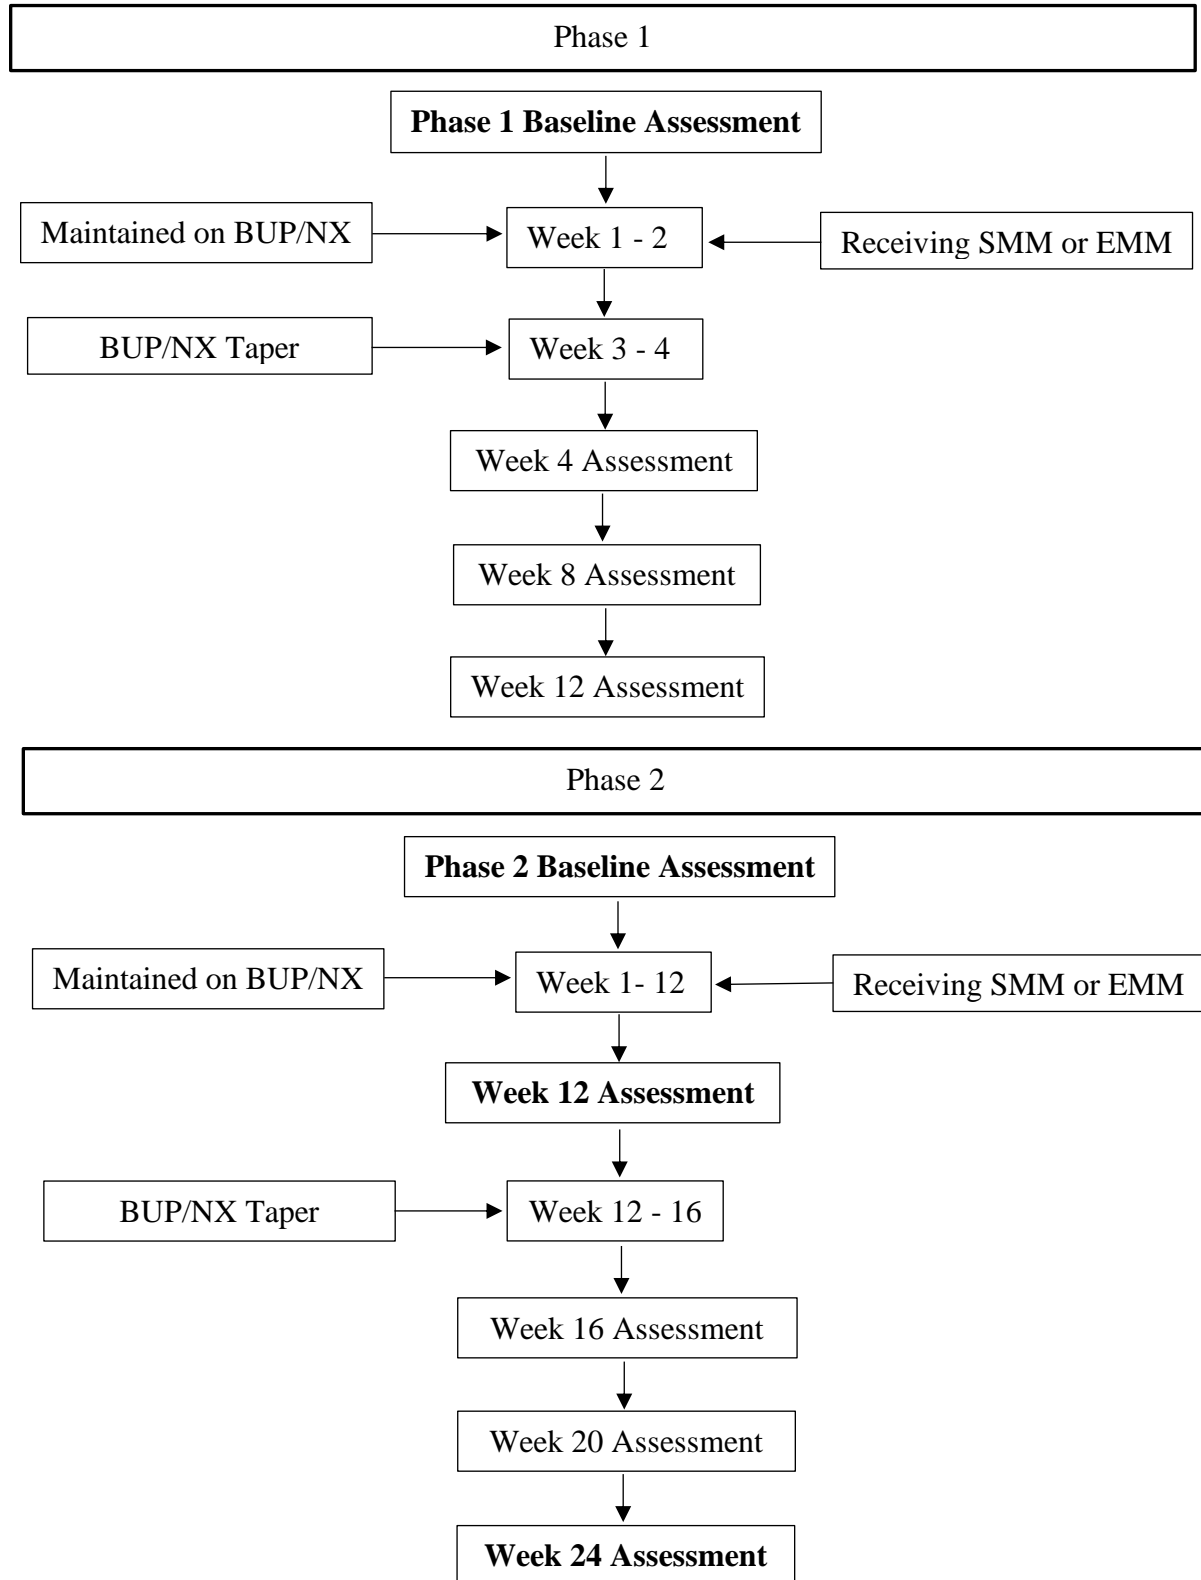 Phase 1
Phase 1 Baseline Assessment
Maintained on BUP/NX
Week 1 - 2
Receiving SMM or EMM
BUP/NX Taper
Week 3 - 4
Week 4 Assessment
Week 8 Assessment
Week 12 Assessment
Phase 2
Phase 2 Baseline Assessment
Maintained on BUP/NX
Week 1- 12
Receiving SMM or EMM
Week 12 Assessment
BUP/NX Taper
Week 12 - 16
Week 16 Assessment
Week 20 Assessment
Week 24 Assessment